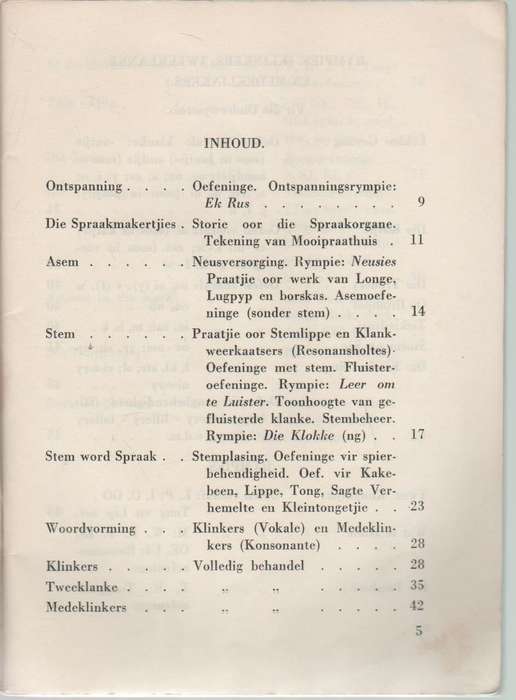 INHOUD.
Ontspanning . . . . Oefeninge. Ontspanningsrympie:
Ek Rus . . . . . . . . 9
Die Spraakmakertjies . Storie oor die Spraakorgane.
Tekening van Mooipraathuis . 11
Asem . . . . . . Neusversorging. Rympie: Neusies
Praatjie oor werk van Longe,
Lugpyp en borskas. Asemoefe-
ninge (sonder stem) . . . . 14
Stem . . . . . . Praatjie oor Stemlippe en Klank-
weerkaatsers (Resonansholtes).
Oefeninge met stem. Fluister-
oefeninge. Rympie: Leer om
te Luister. Toonhoogte van ge-
fluisterde klanke. Stembeheer.
Rympie: Die Klokke (ng) . . 17
Stem word Spraak . . Stemplasing. Oefeninge vir spier-
behendigheid. Oef. vir Kake-
been, Lippe, Tong, Sagte Ver-
hemelte en Kleintongetjie . . 23
Woordvorming . . . Klinkers (Vokale) en Medeklin-
kers (Konsonante) . . . . 28
Klinkers . . . . . Volledig behandel . . . . . 28
Tweeklanke . . . . „ „ . . . . . 35
Medeklinkers . . . . „ „ . . . . . 42
5